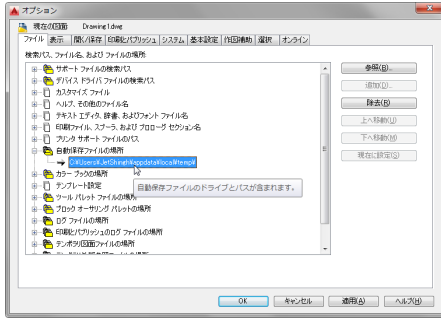 オプション
現在の図面 Drawing1.dwg
ファイル 表示 開く/保存 印刷とパブリッシュ システム 基本設定 作図補助 選択 オンライン
検索パス、ファイル名、および ファイルの場所
サポート ファイルの検索パス
参照(B)...
デバイス ドライバ ファイルの検索パス
追加(D)...
カスタマイズ ファイル
ヘルプ、その他のファイル名
除去(R)
テキスト エディタ、辞書、およびフォント ファイル名
上へ移動(U)
印刷ファイル、スプーラ、および プロローグ セクション名
プリンタ サポート ファイルのパス
下へ移動(M)
自動保存ファイルの場所
現在に設定(S)
C:¥Users¥JetShingh¥appdata¥local¥temp¥
カラー ブックの場所
テンプレート設定
自動保存ファイルのドライブとパスが含まれます。
ツール パレット ファイルの場所
ブロック オーサリング パレットの場所
ログ ファイルの場所
印刷とパブリッシュのログ ファイルの場所
テンポラリ図面ファイルの場所
OK キャンセル 適用(A) ヘルプ(H)